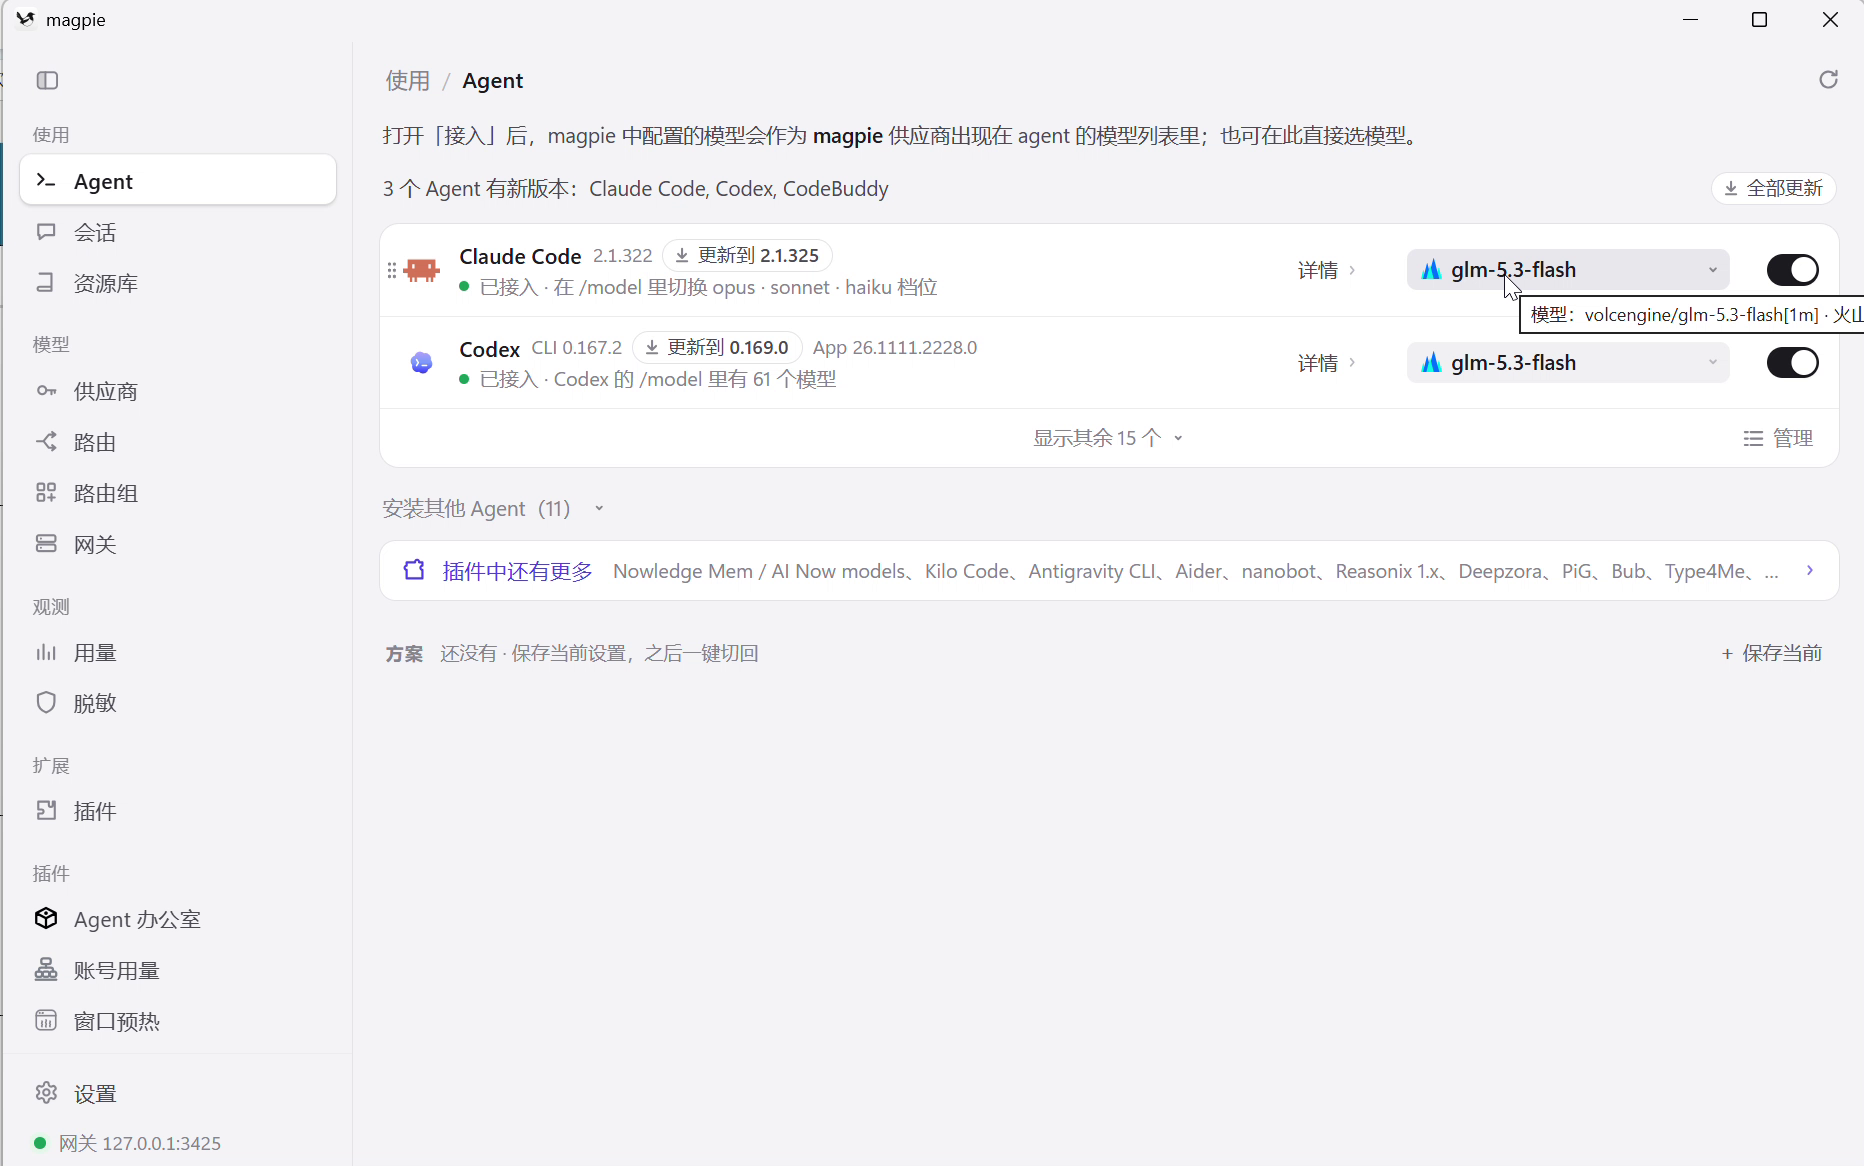 magpie
使用
Agent
会话
资源库
模型
供应商
路由
路由组
网关
观测
用量
脱敏
扩展
插件
插件
Agent 办公室
账号用量
窗口预热
设置
网关 127.0.0.1:3425
使用 / Agent
打开「接入」后，magpie 中配置的模型会作为 magpie 供应商出现在 agent 的模型列表里；也可在此直接选模型。
3 个 Agent 有新版本：Claude Code, Codex, CodeBuddy
全部更新
Claude Code 2.1.322 更新到 2.1.325
已接入 · 在 /model 里切换 opus · sonnet · haiku 档位
详情
glm-5.3-flash
模型：volcengine/glm-5.3-flash[1m] · 火山
Codex CLI 0.167.2 更新到 0.169.0 App 26.1111.2228.0
已接入 · Codex 的 /model 里有 61 个模型
详情
glm-5.3-flash
显示其余 15 个
管理
安装其他 Agent (11)
插件中还有更多 Nowledge Mem / AI Now models、Kilo Code、Antigravity CLI、Aider、nanobot、Reasonix 1.x、Deepzora、PiG、Bub、Type4Me、...
方案 还没有 · 保存当前设置，之后一键切回
+ 保存当前